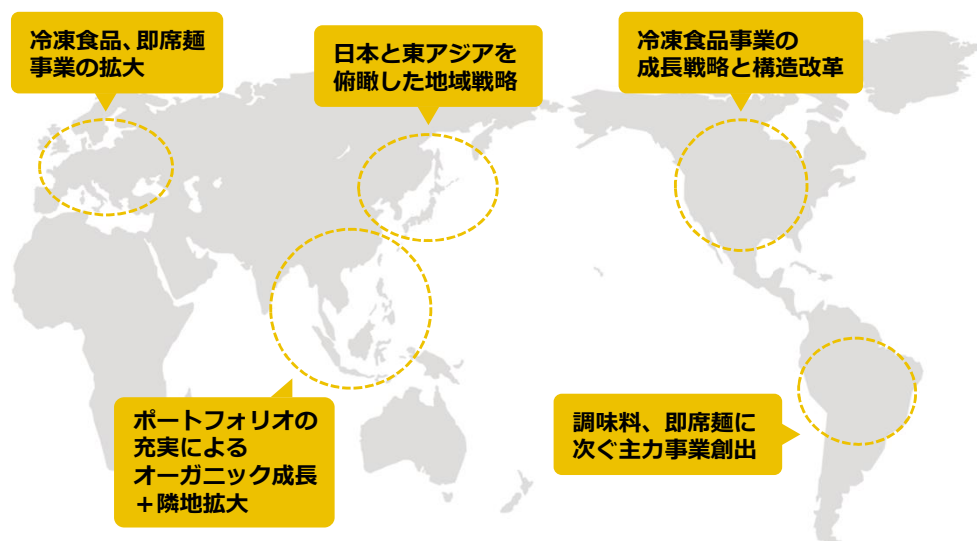 冷凍食品、即席麺
事業の拡大
日本と東アジアを
俯瞰した地域戦略
冷凍食品事業の
成長戦略と構造改革
ポートフォリオの
充実による
オーガニック成長
＋隣地拡大
調味料、即席麺に
次ぐ主力事業創出